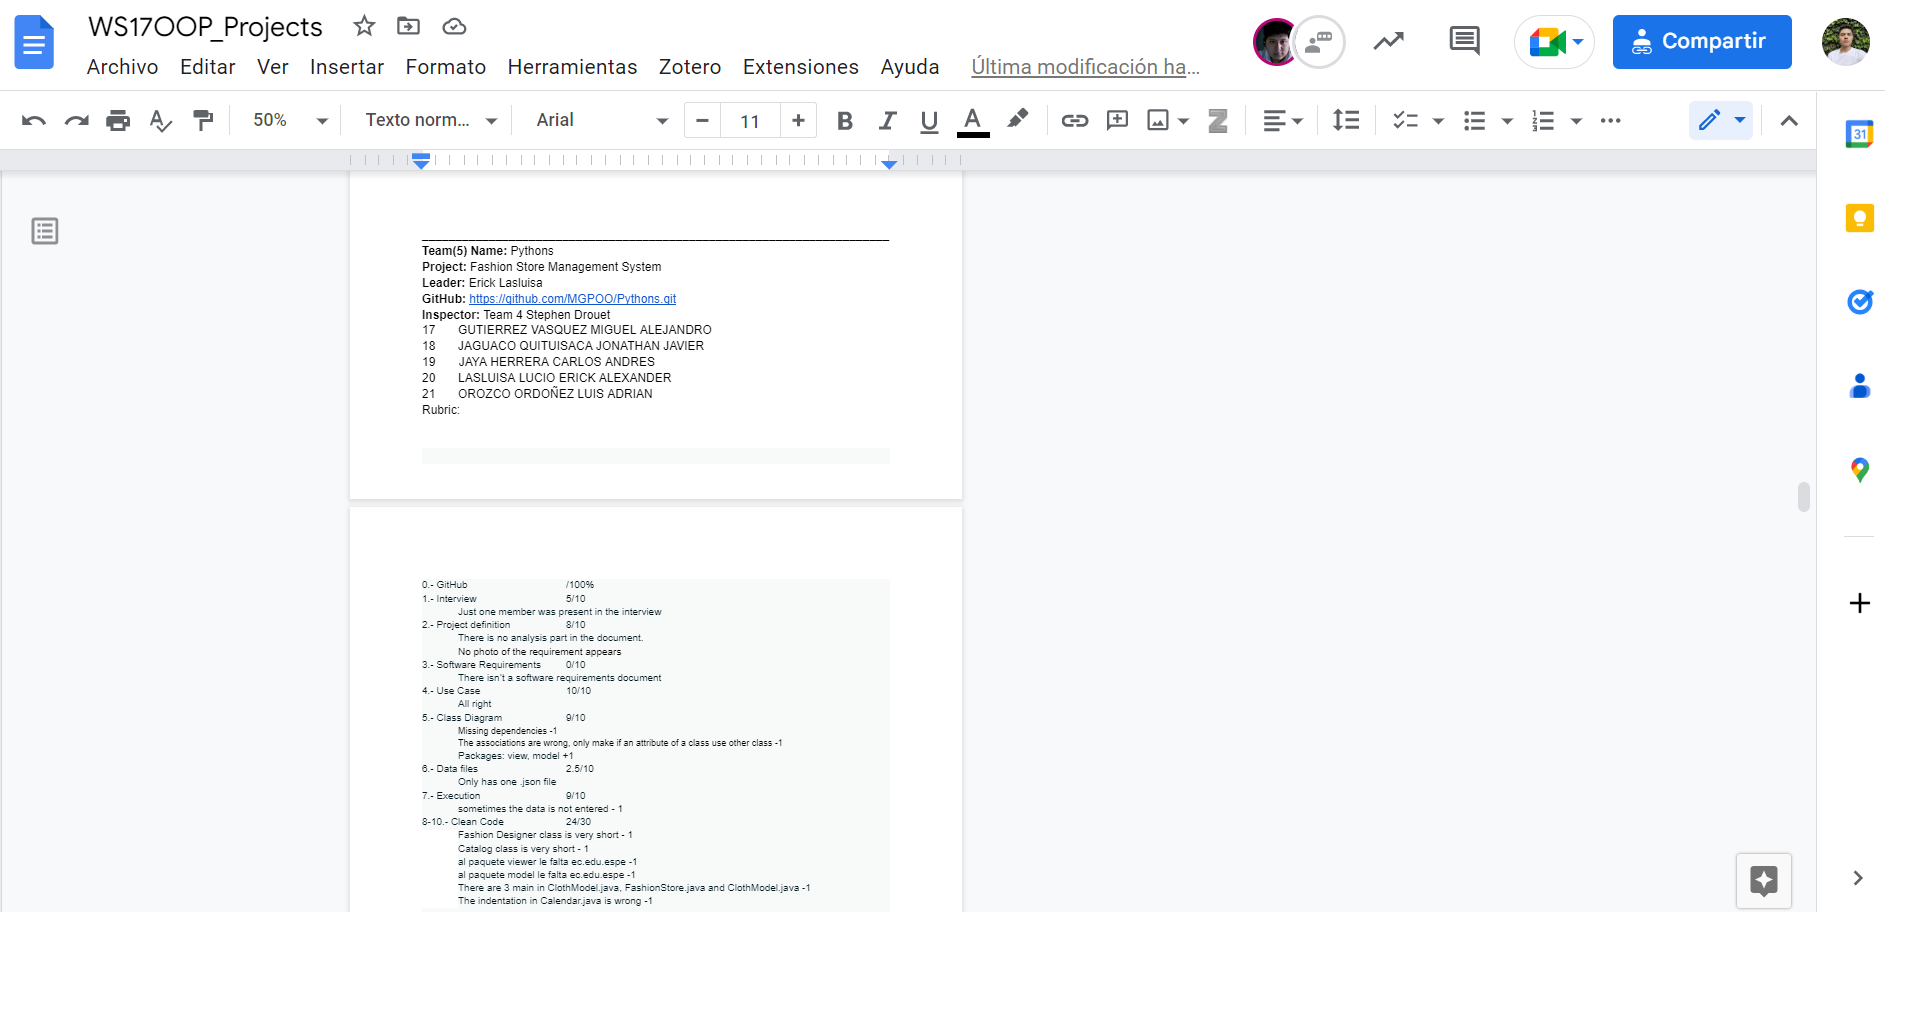 WS17OOP_Projects
Archivo Editar Ver Insertar Formato Herramientas Zotero Extensiones Ayuda Última modificación ha...
Compartir
50% Texto norm... Arial 11
Team(5) Name: Pythons
Project: Fashion Store Management System
Leader: Erick Lasluisa
GitHub: https://github.com/MGPOO/Pythons.git
Inspector: Team 4 Stephen Drouet
17 GUTIERREZ VASQUEZ MIGUEL ALEJANDRO
18 JAGUACO QUITUISACA JONATHAN JAVIER
19 JAYA HERRERA CARLOS ANDRES
20 LASLUISA LUCIO ERICK ALEXANDER
21 OROZCO ORDOÑEZ LUIS ADRIAN
Rubric:
0.- GitHub /100%
1.- Interview 5/10
Just one member was present in the interview
2.- Project definition 8/10
There is no analysis part in the document.
No photo of the requirement appears
3.- Software Requirements 0/10
There isn't a software requirements document
4.- Use Case 10/10
All right
5.- Class Diagram 9/10
Missing dependencies -1
The associations are wrong, only make if an attribute of a class use other class -1
Packages: view, model +1
6.- Data files 2.5/10
Only has one .json file
7.- Execution 9/10
sometimes the data is not entered - 1
8-10.- Clean Code 24/30
Fashion Designer class is very short - 1
Catalog class is very short - 1
al paquete viewer le falta ec.edu.espe -1
al paquete model le falta ec.edu.espe -1
There are 3 main in ClothModel.java, FashionStore.java and ClothModel.java -1
The indentation in Calendar.java is wrong -1
31